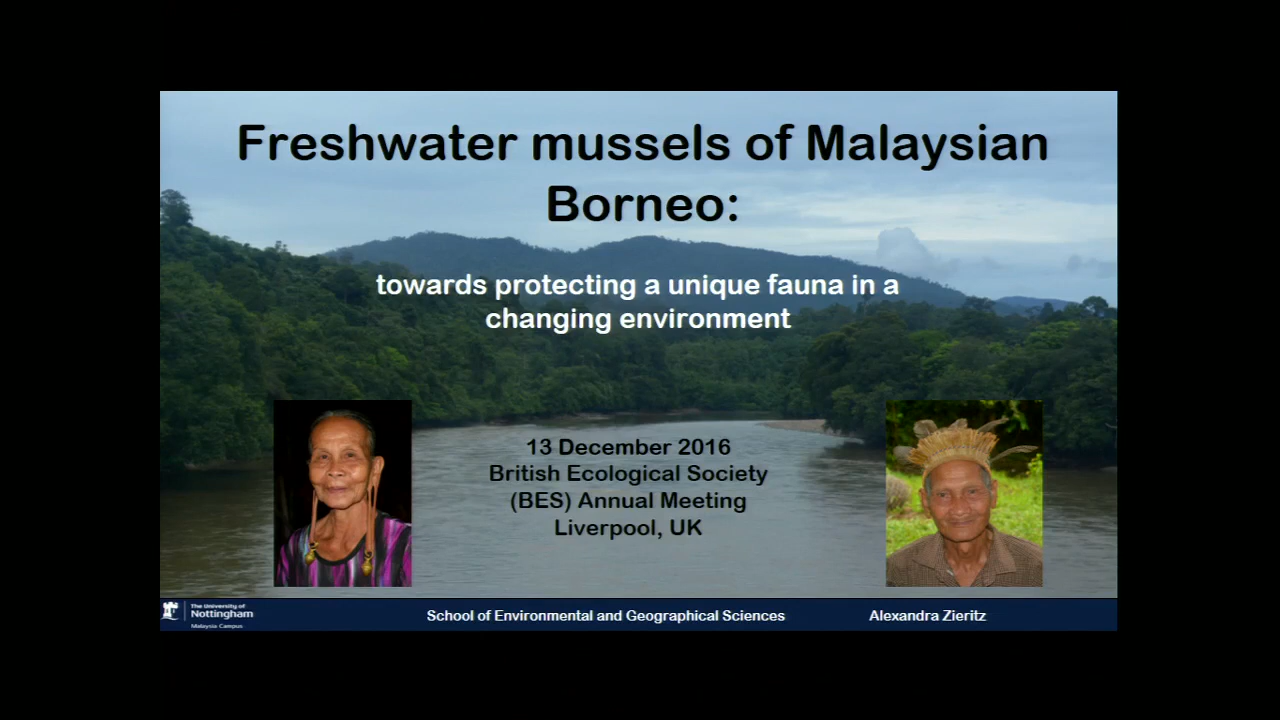 Freshwater mussels of Malaysian
Borneo:
towards protecting a unique fauna in a
changing environment
13 December 2016
British Ecological Society
(BES) Annual Meeting
Liverpool, UK
The University of
Nottingham
Malaysia Campus
School of Environmental and Geographical Sciences
Alexandra Zieritz